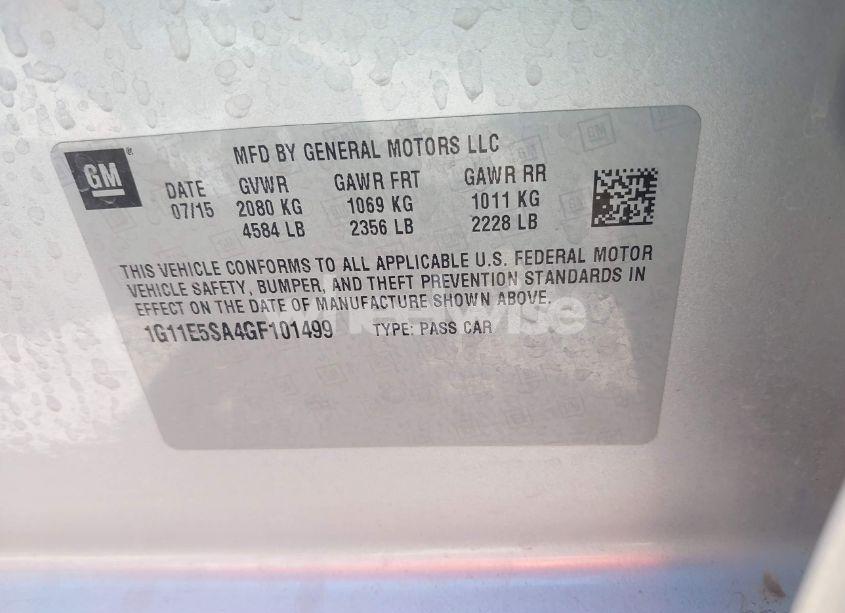 GM
MFD BY GENERAL MOTORS LLC
DATE GVWR GAWR FRT GAWR RR
07/15 2080 KG 1069 KG 1011 KG
4584 LB 2356 LB 2228 LB
THIS VEHICLE CONFORMS TO ALL APPLICABLE U.S. FEDERAL MOTOR
VEHICLE SAFETY, BUMPER, AND THEFT PREVENTION STANDARDS IN
EFFECT ON THE DATE OF MANUFACTURE SHOWN ABOVE.
wheelwise
1G11E5SA4GF101499 TYPE: PASS CAR